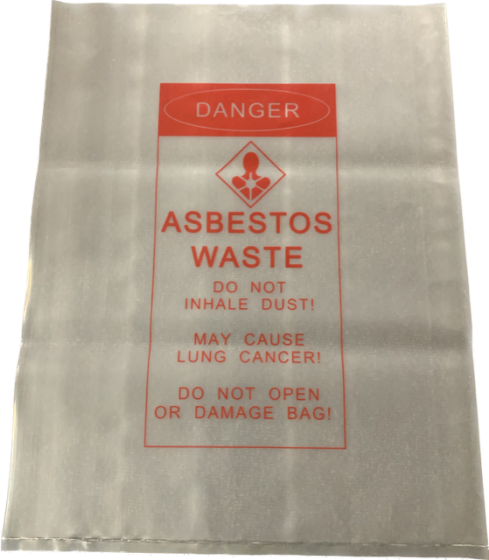 DANGER
ASBESTOS
WASTE
DO NOT
INHALE DUST!
MAY CAUSE
LUNG CANCER!
DO NOT OPEN
OR DAMAGE BAG!